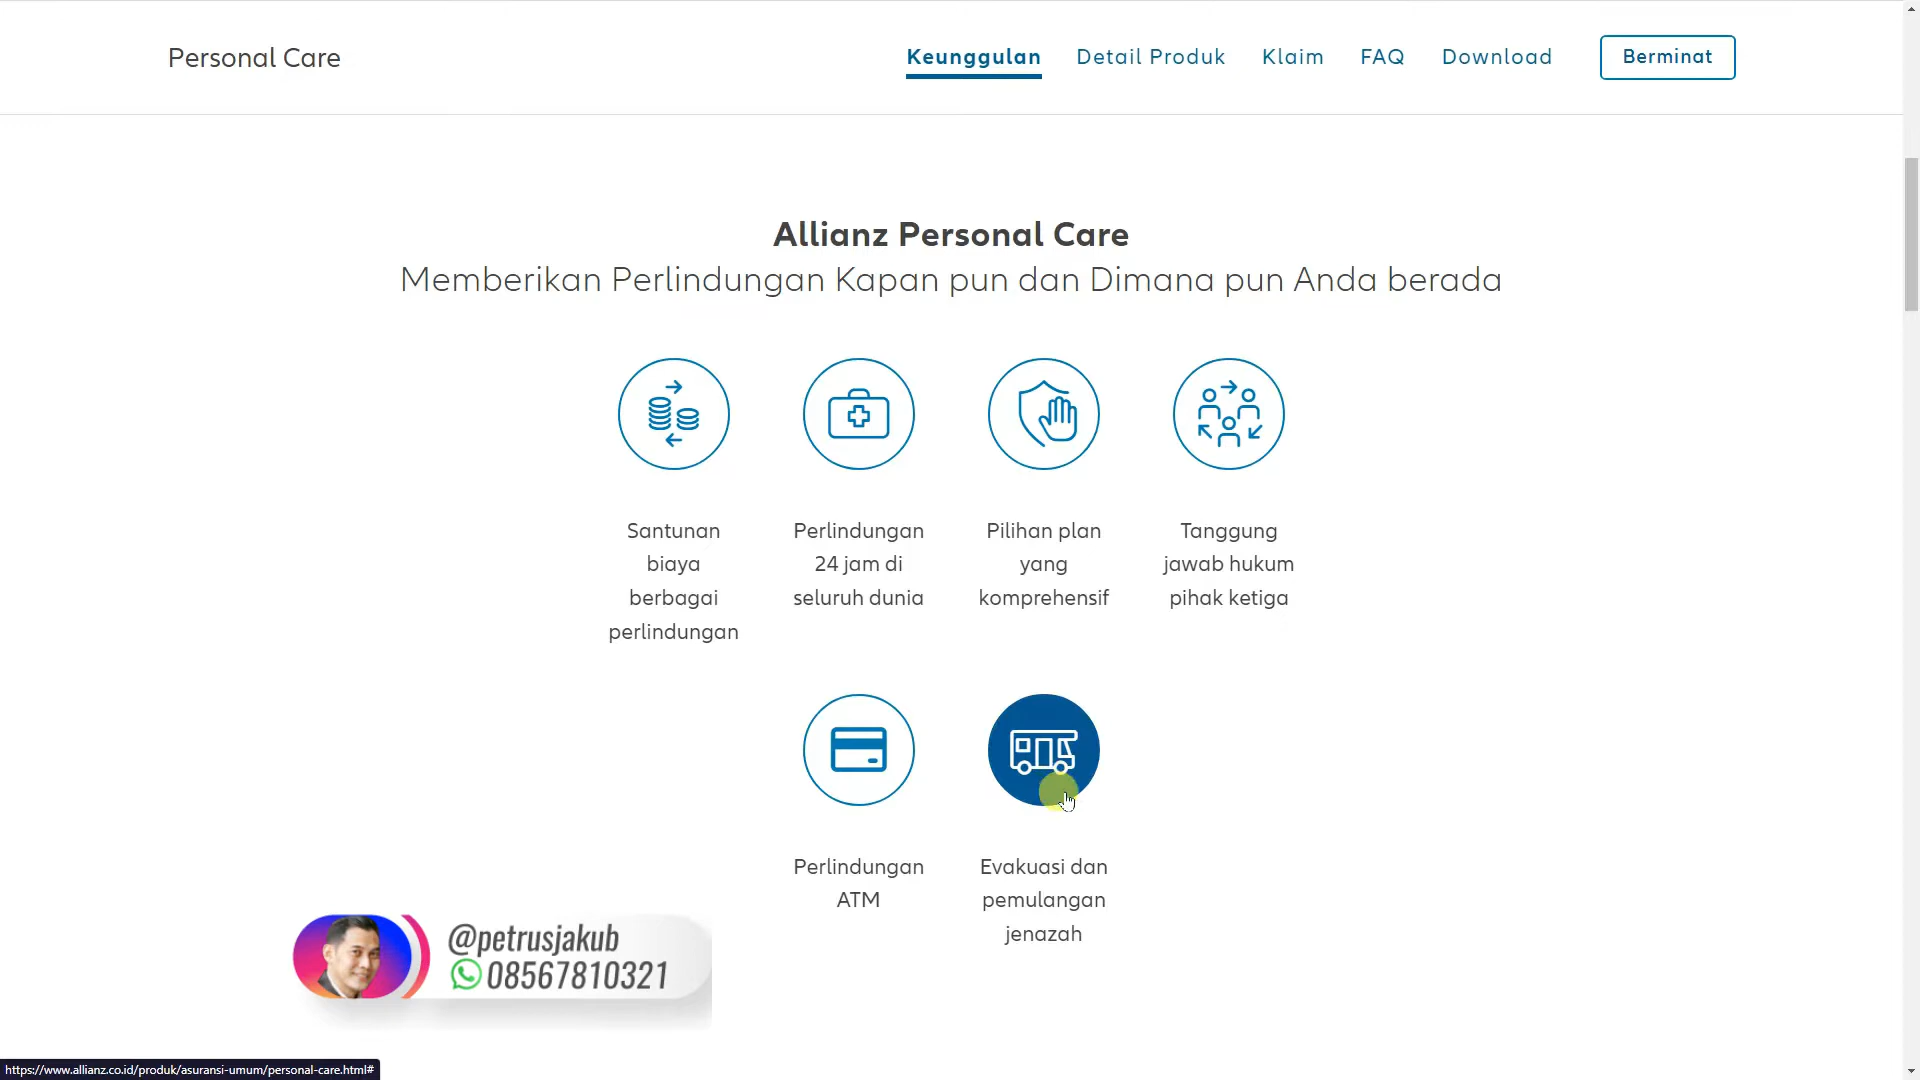 Personal Care
Keunggulan
Detail Produk
Klaim
FAQ
Download
Berminat
Allianz Personal Care
Memberikan Perlindungan Kapan pun dan Dimana pun Anda berada
Santunan
biaya
berbagai
perlindungan
Perlindungan
24 jam di
seluruh dunia
Pilihan plan
yang
komprehensif
Tanggung
jawab hukum
pihak ketiga
Perlindungan
ATM
Evakuasi dan
pemulangan
jenazah
@petrusjakub
08567810321
https://www.allianz.co.id/produk/asuransi-umum/personal-care.html#